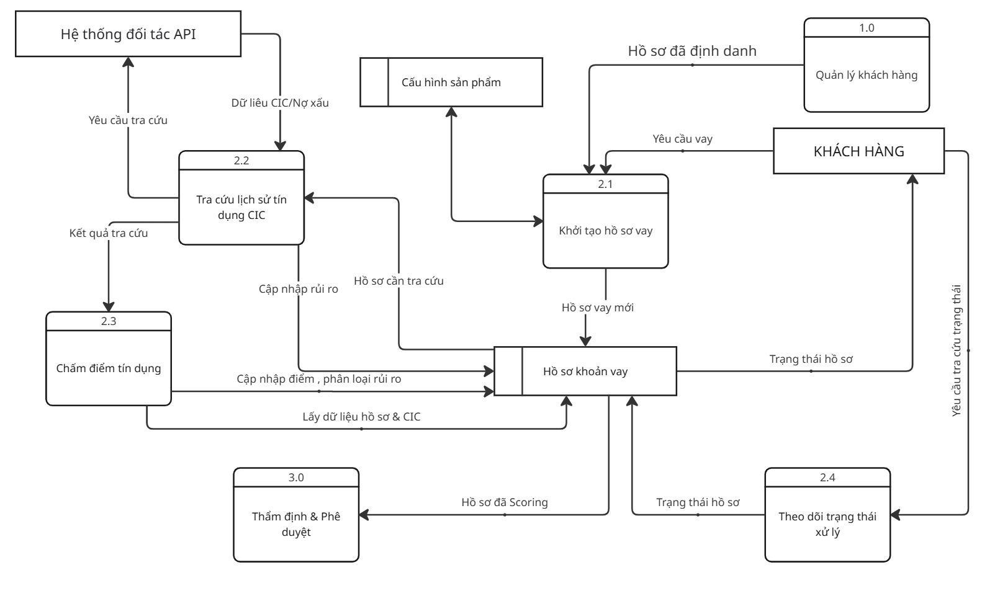 Hệ thống đối tác API
1.0
Hồ sơ đã định danh
Quản lý khách hàng
Cấu hình sản phẩm
Dữ liêu CIC/Nợ xấu
Yêu cầu tra cứu
Yêu cầu vay
KHÁCH HÀNG
2.2
Tra cứu lịch sử tín
dụng CIC
2.1
Khởi tạo hồ sơ vay
Kết quả tra cứu
Cập nhập rủi ro
Hồ sơ cần tra cứu
Hồ sơ vay mới
Yêu cầu tra cứu trạng thái
2.3
Chấm điểm tín dụng
Hồ sơ khoản vay
Trạng thái hồ sơ
Cập nhập điểm , phân loại rủi ro
Lấy dữ liệu hồ sơ & CIC
3.0
Thẩm định & Phê
duyệt
Hồ sơ đã Scoring
Trạng thái hồ sơ
2.4
Theo dõi trạng thái
xử lý